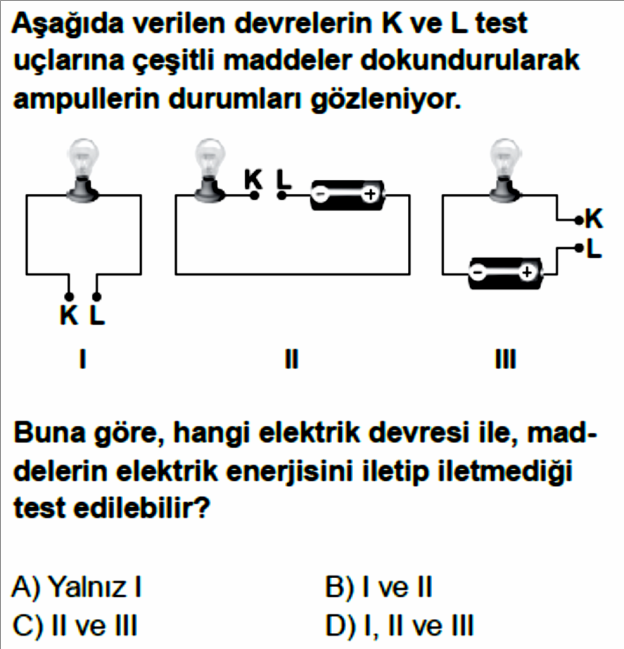 Aşağıda verilen devrelerin K ve L test
uçlarına çeşitli maddeler dokundurularak
ampullerin durumları gözleniyor.
K L
K
L
K L
I
II
III
Buna göre, hangi elektrik devresi ile, mad-
delerin elektrik enerjisini iletip iletmediği
test edilebilir?
A) Yalnız I
B) I ve II
C) II ve III
D) I, II ve III